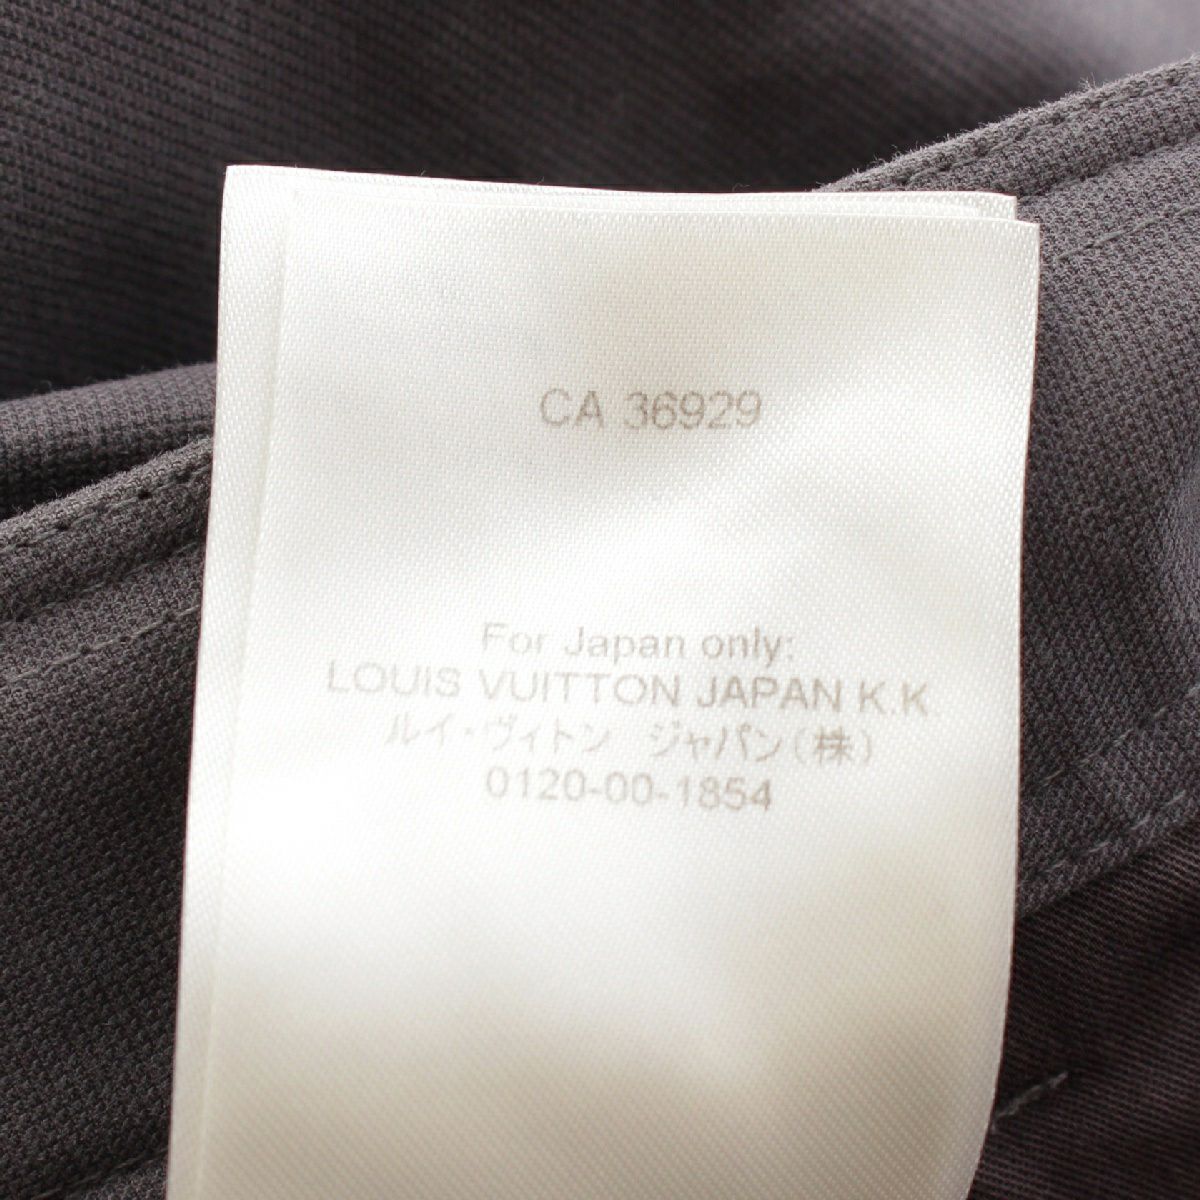 CA 36929
For Japan only:
LOUIS VUITTON JAPAN K.K.
ルイ・ヴィトン　ジャパン(株)
0120-00-1854